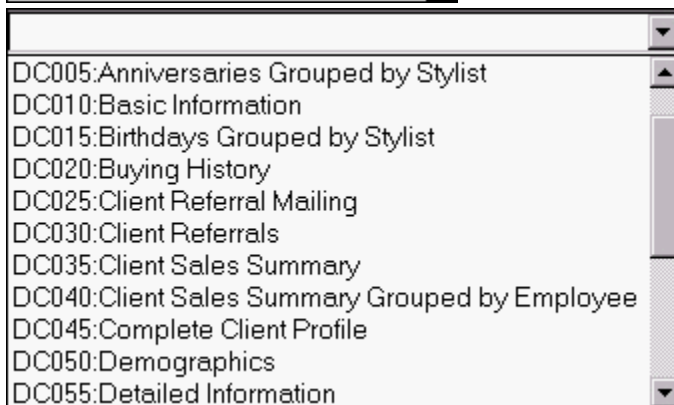 DC005:Anniversaries Grouped by Stylist
DC010:Basic Information
DC015:Birthdays Grouped by Stylist
DC020:Buying History
DC025:Client Referral Mailing
DC030:Client Referrals
DC035:Client Sales Summary
DC040:Client Sales Summary Grouped by Employee
DC045:Complete Client Profile
DC050:Demographics
DC055:Detailed Information